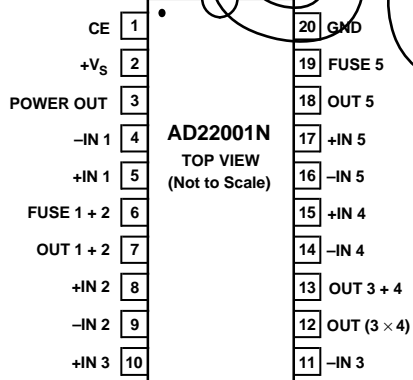 CE 1
+VS 2
POWER OUT 3
–IN 1 4
+IN 1 5
FUSE 1 + 2 6
OUT 1 + 2 7
+IN 2 8
–IN 2 9
+IN 3 10
AD22001N
TOP VIEW
(Not to Scale)
20 GND
19 FUSE 5
18 OUT 5
17 +IN 5
16 –IN 5
15 +IN 4
14 –IN 4
13 OUT 3 + 4
12 OUT (3 × 4)
11 –IN 3